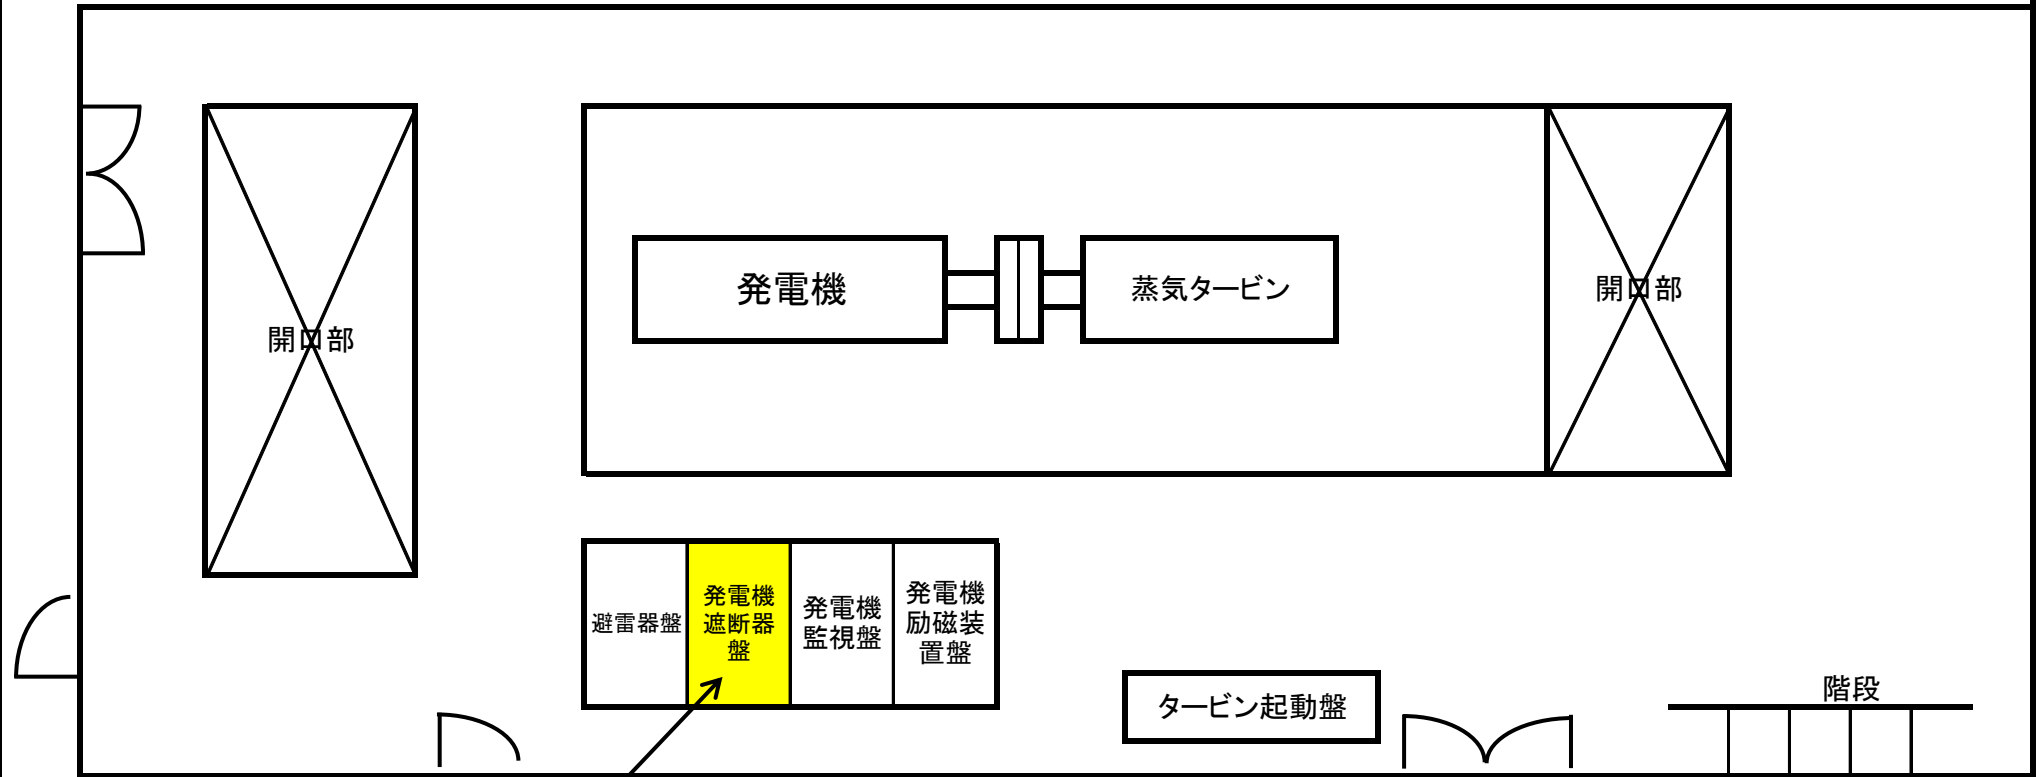 発電機
蒸気タービン
開口部
開口部
避雷器盤
発電機
遮断器
盤
発電機
監視盤
発電機
励磁装
置盤
タービン起動盤
階段